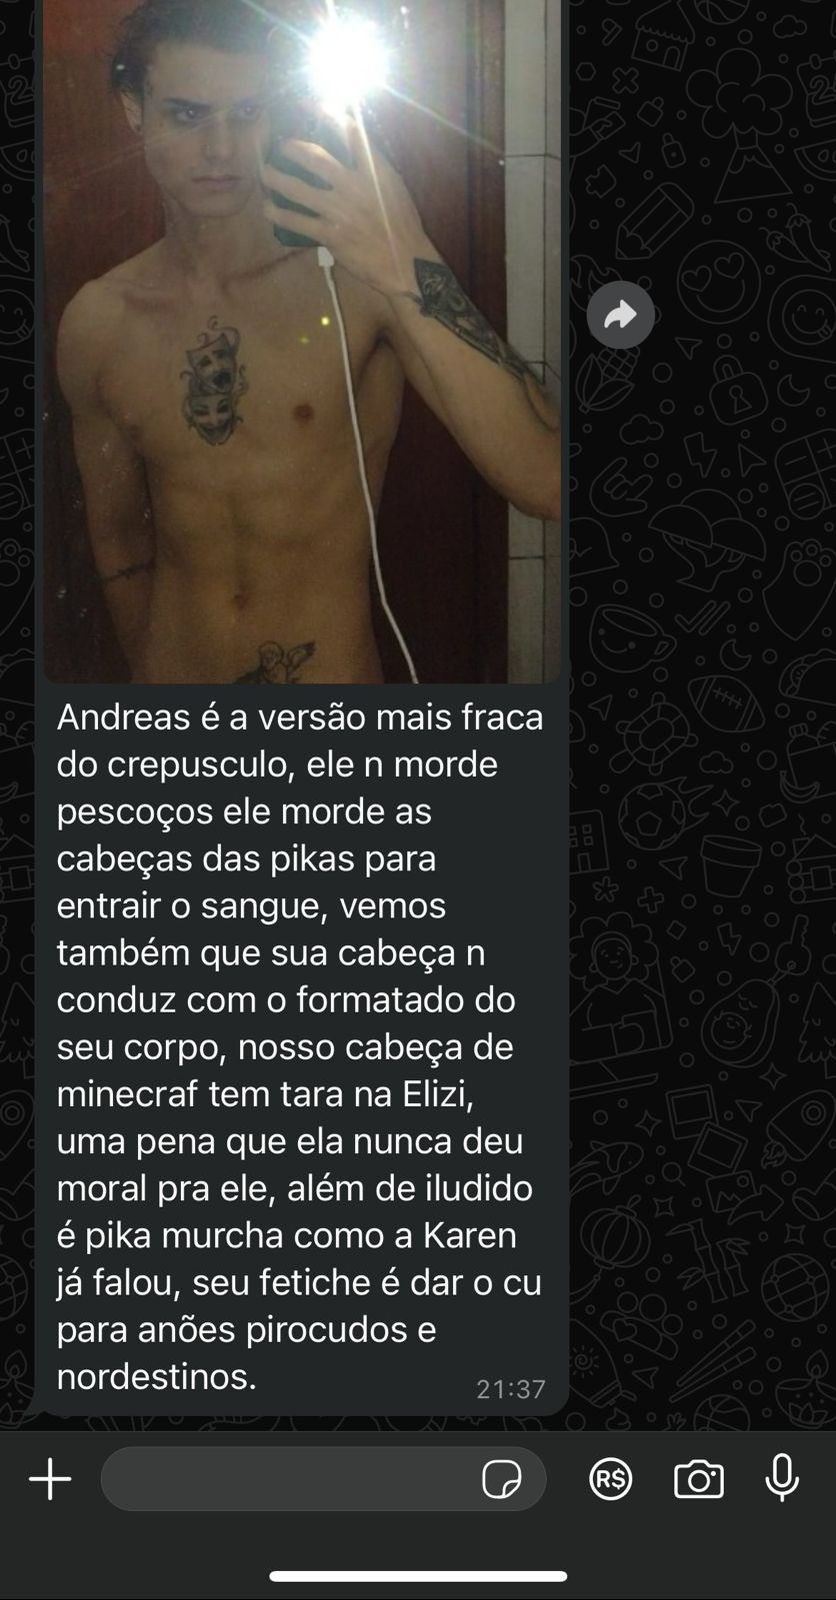 Andreas é a versão mais fraca
do crepusculo, ele n morde
pescoços ele morde as
cabeças das pikas para
entrair o sangue, vemos
também que sua cabeça n
conduz com o formatado do
seu corpo, nosso cabeça de
minecraf tem tara na Elizi,
uma pena que ela nunca deu
moral pra ele, além de iludido
é pika murcha como a Karen
já falou, seu fetiche é dar o cu
para anões pirocudos e
nordestinos.
21:37
R$